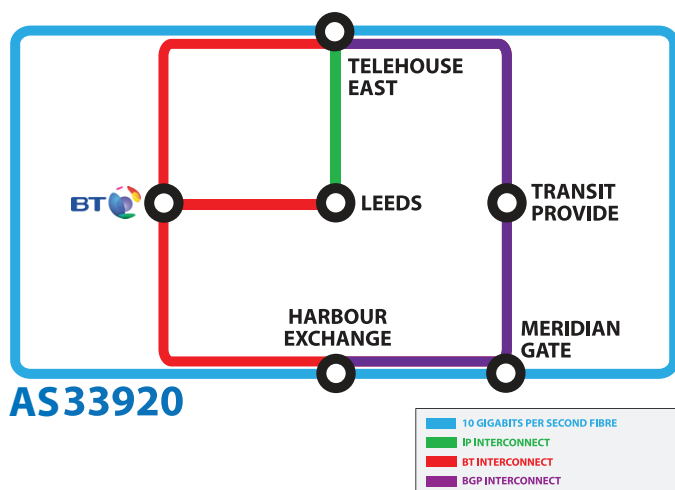 TELEHOUSE
EAST
BT
LEEDS
TRANSIT
PROVIDE
HARBOUR
EXCHANGE
MERIDIAN
GATE
AS33920
10 GIGABITS PER SECOND FIBRE
IP INTERCONNECT
BT INTERCONNECT
BGP INTERCONNECT